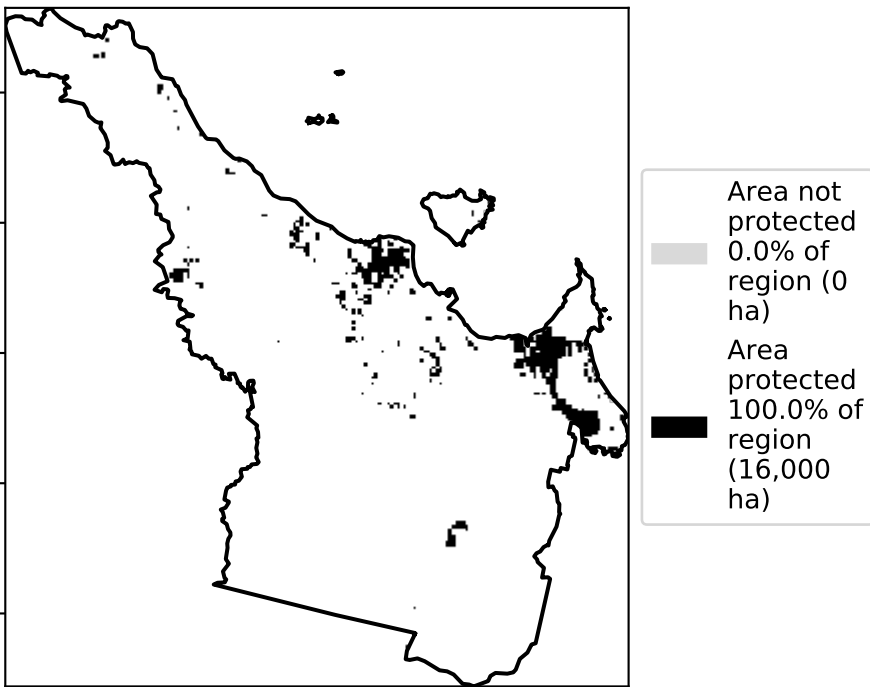 Area not
protected
0.0% of
region (0
ha)
Area
protected
100.0% of
region
(16,000
ha)